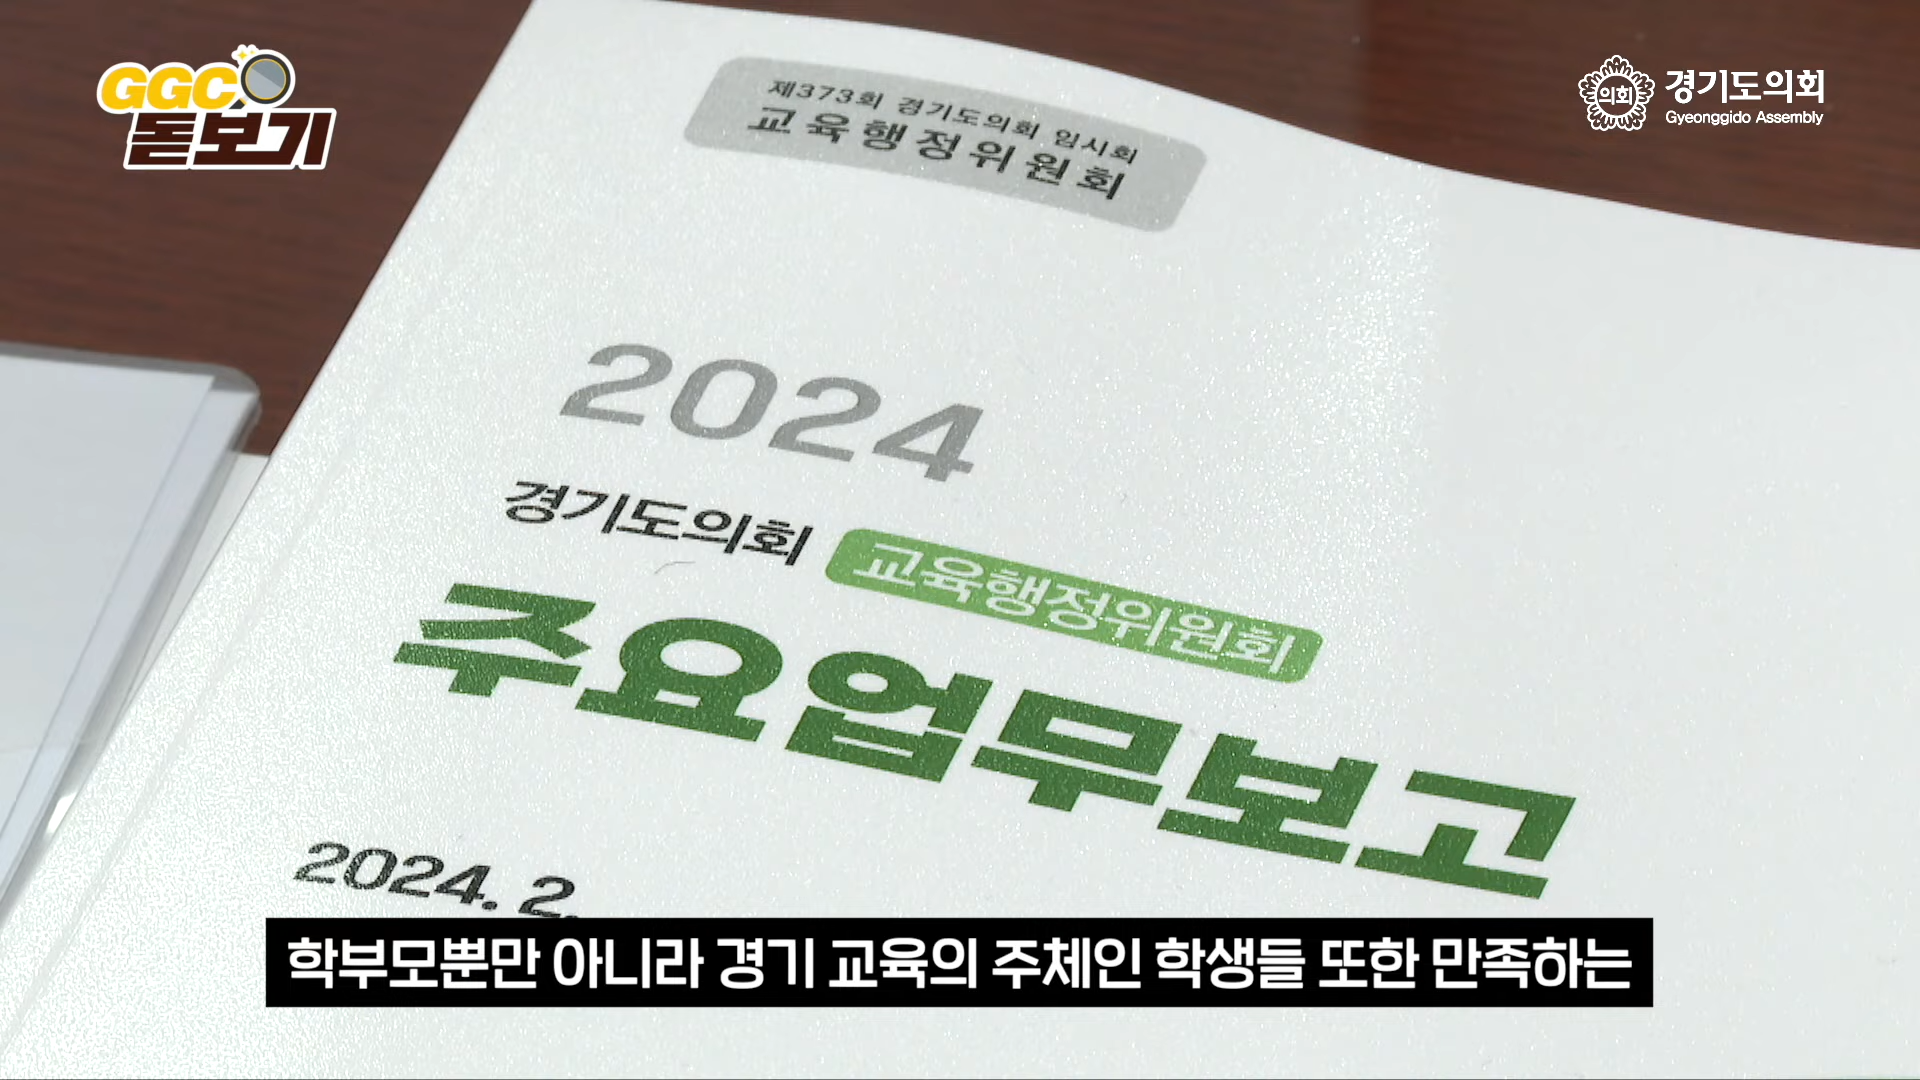 GGC
돋보기
의회
경기도의회
Gyeonggido Assembly
제373회 경기도의회 임시회
교육행정위원회
2024
경기도의회 교육행정위원회
주요업무보고
2024. 2.
학부모뿐만 아니라 경기 교육의 주체인 학생들 또한 만족하는